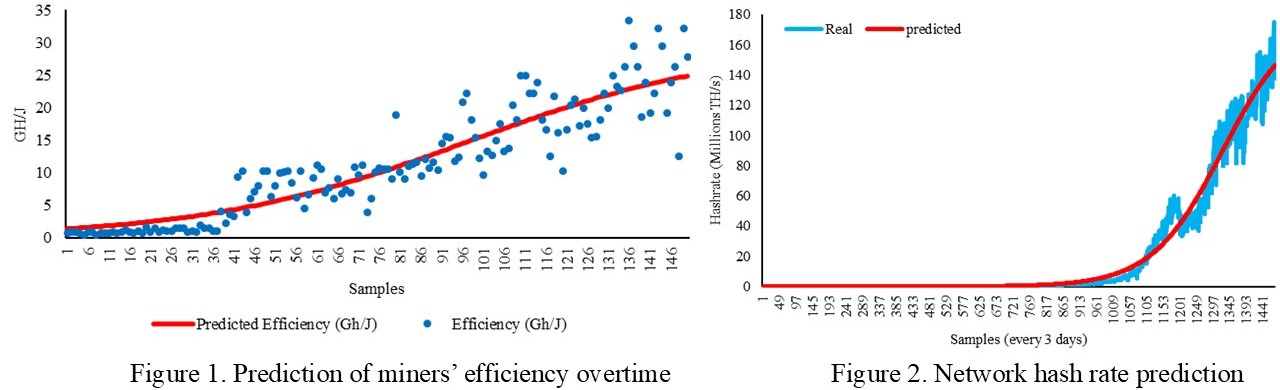 35
30
25
20
15
10
5
0
GH/J
1 6 11 16 21 26 31 36 41 46 51 56 61 66 71 76 81 86 91 96 101 106 111 116 121 126 131 136 141 146
Samples
Predicted Efficiency (Gh/J) Efficiency (Gh/J)
Figure 1. Prediction of miners’ efficiency overtime
180
160
140
120
100
80
60
40
20
0
Hashrate (Millions TH/s)
Real predicted
1 49 97 145 193 241 289 337 385 433 481 529 577 625 673 721 769 817 865 913 961 1009 1057 1105 1153 1201 1249 1297 1345 1393 1441
Samples (every 3 days)
Figure 2. Network hash rate prediction